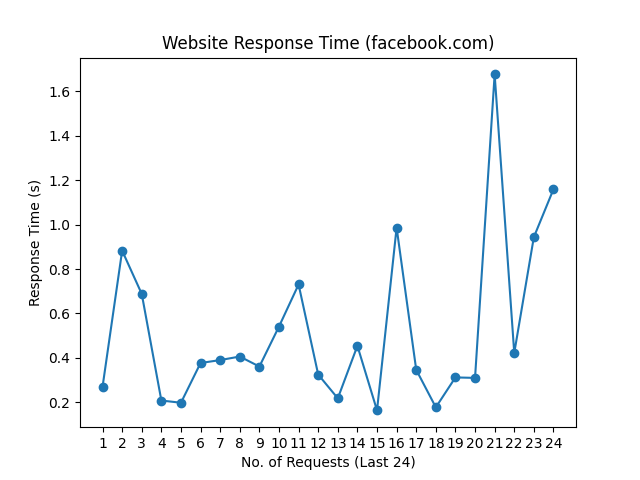 Website Response Time (facebook.com)
Response Time (s)
1.6
1.4
1.2
1.0
0.8
0.6
0.4
0.2
1 2 3 4 5 6 7 8 9 10 11 12 13 14 15 16 17 18 19 20 21 22 23 24
No. of Requests (Last 24)